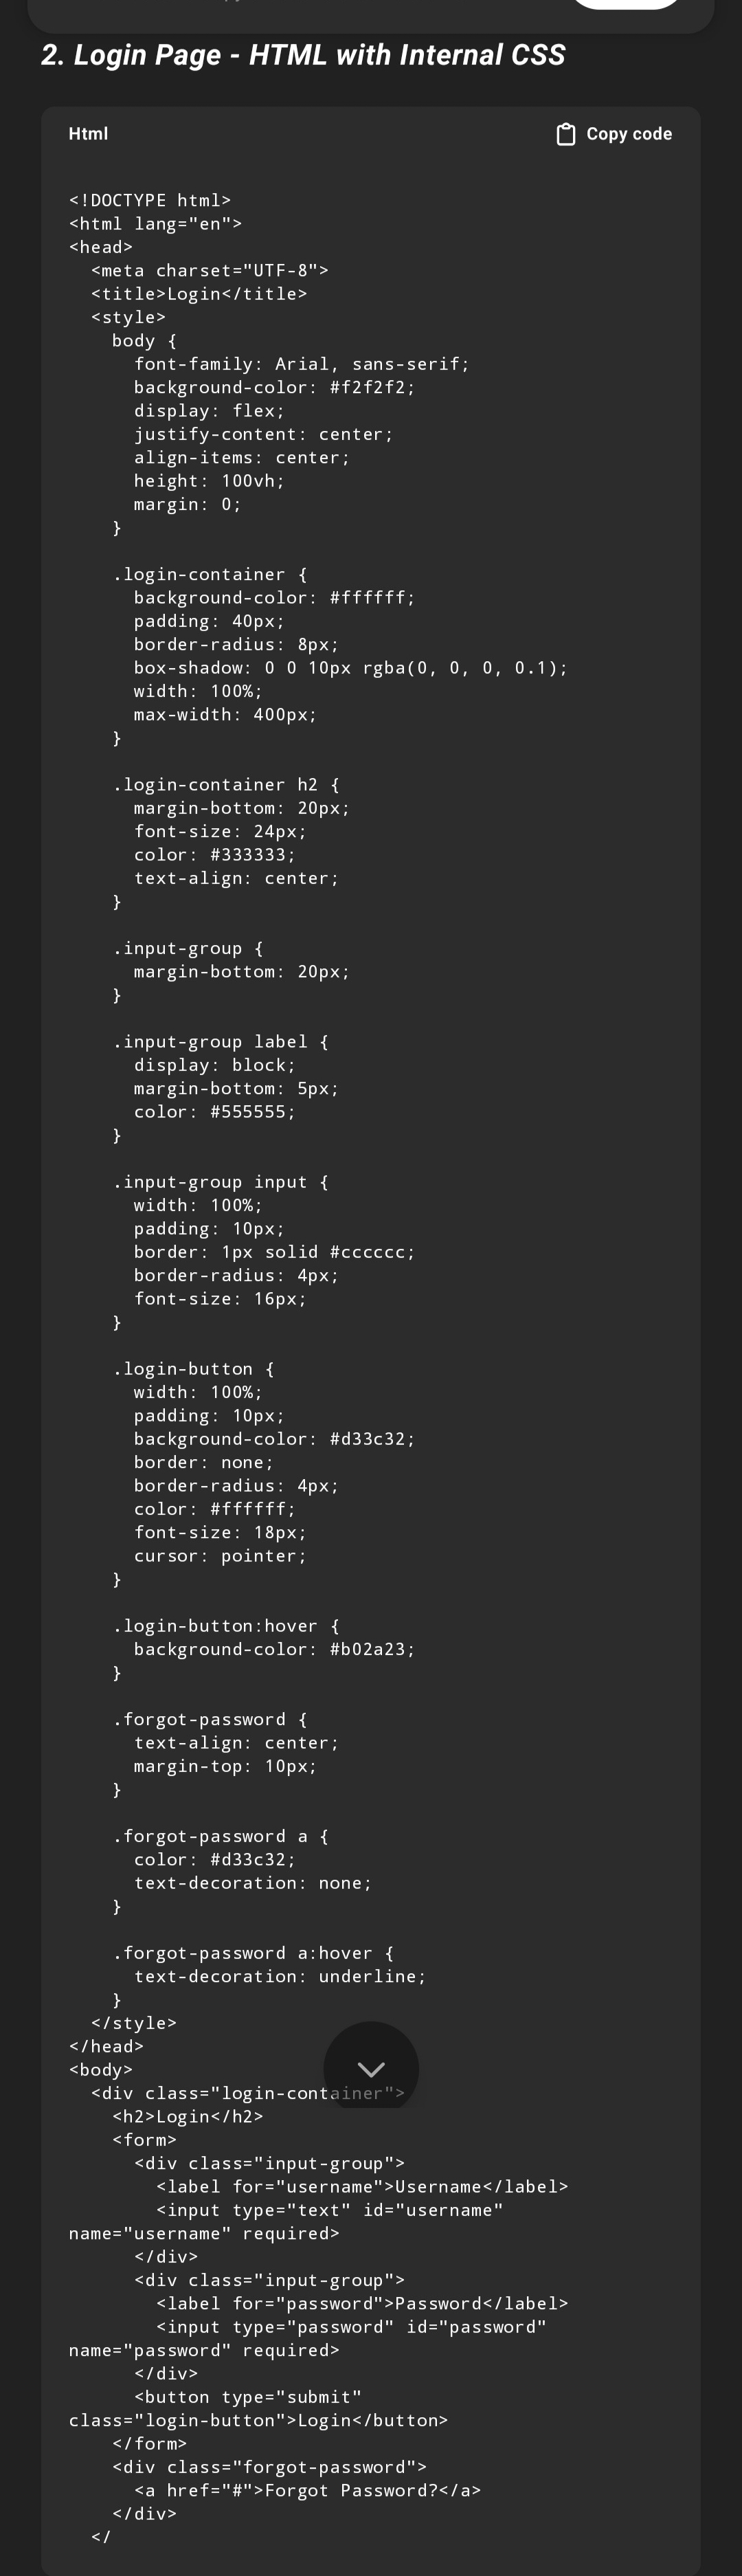 2. Login Page - HTML with Internal CSS
Html
Copy code
<!DOCTYPE html>
<html lang="en">
<head>
  <meta charset="UTF-8">
  <title>Login</title>
  <style>
    body {
      font-family: Arial, sans-serif;
      background-color: #f2f2f2;
      display: flex;
      justify-content: center;
      align-items: center;
      height: 100vh;
      margin: 0;
    }

    .login-container {
      background-color: #ffffff;
      padding: 40px;
      border-radius: 8px;
      box-shadow: 0 0 10px rgba(0, 0, 0, 0.1);
      width: 100%;
      max-width: 400px;
    }

    .login-container h2 {
      margin-bottom: 20px;
      font-size: 24px;
      color: #333333;
      text-align: center;
    }

    .input-group {
      margin-bottom: 20px;
    }

    .input-group label {
      display: block;
      margin-bottom: 5px;
      color: #555555;
    }

    .input-group input {
      width: 100%;
      padding: 10px;
      border: 1px solid #cccccc;
      border-radius: 4px;
      font-size: 16px;
    }

    .login-button {
      width: 100%;
      padding: 10px;
      background-color: #d33c32;
      border: none;
      border-radius: 4px;
      color: #ffffff;
      font-size: 18px;
      cursor: pointer;
    }

    .login-button:hover {
      background-color: #b02a23;
    }

    .forgot-password {
      text-align: center;
      margin-top: 10px;
    }

    .forgot-password a {
      color: #d33c32;
      text-decoration: none;
    }

    .forgot-password a:hover {
      text-decoration: underline;
    }
  </style>
</head>
<body>
  <div class="login-container">
    <h2>Login</h2>
    <form>
      <div class="input-group">
        <label for="username">Username</label>
        <input type="text" id="username"
name="username" required>
      </div>
      <div class="input-group">
        <label for="password">Password</label>
        <input type="password" id="password"
name="password" required>
      </div>
      <button type="submit"
class="login-button">Login</button>
    </form>
    <div class="forgot-password">
      <a href="#">Forgot Password?</a>
    </div>
  </